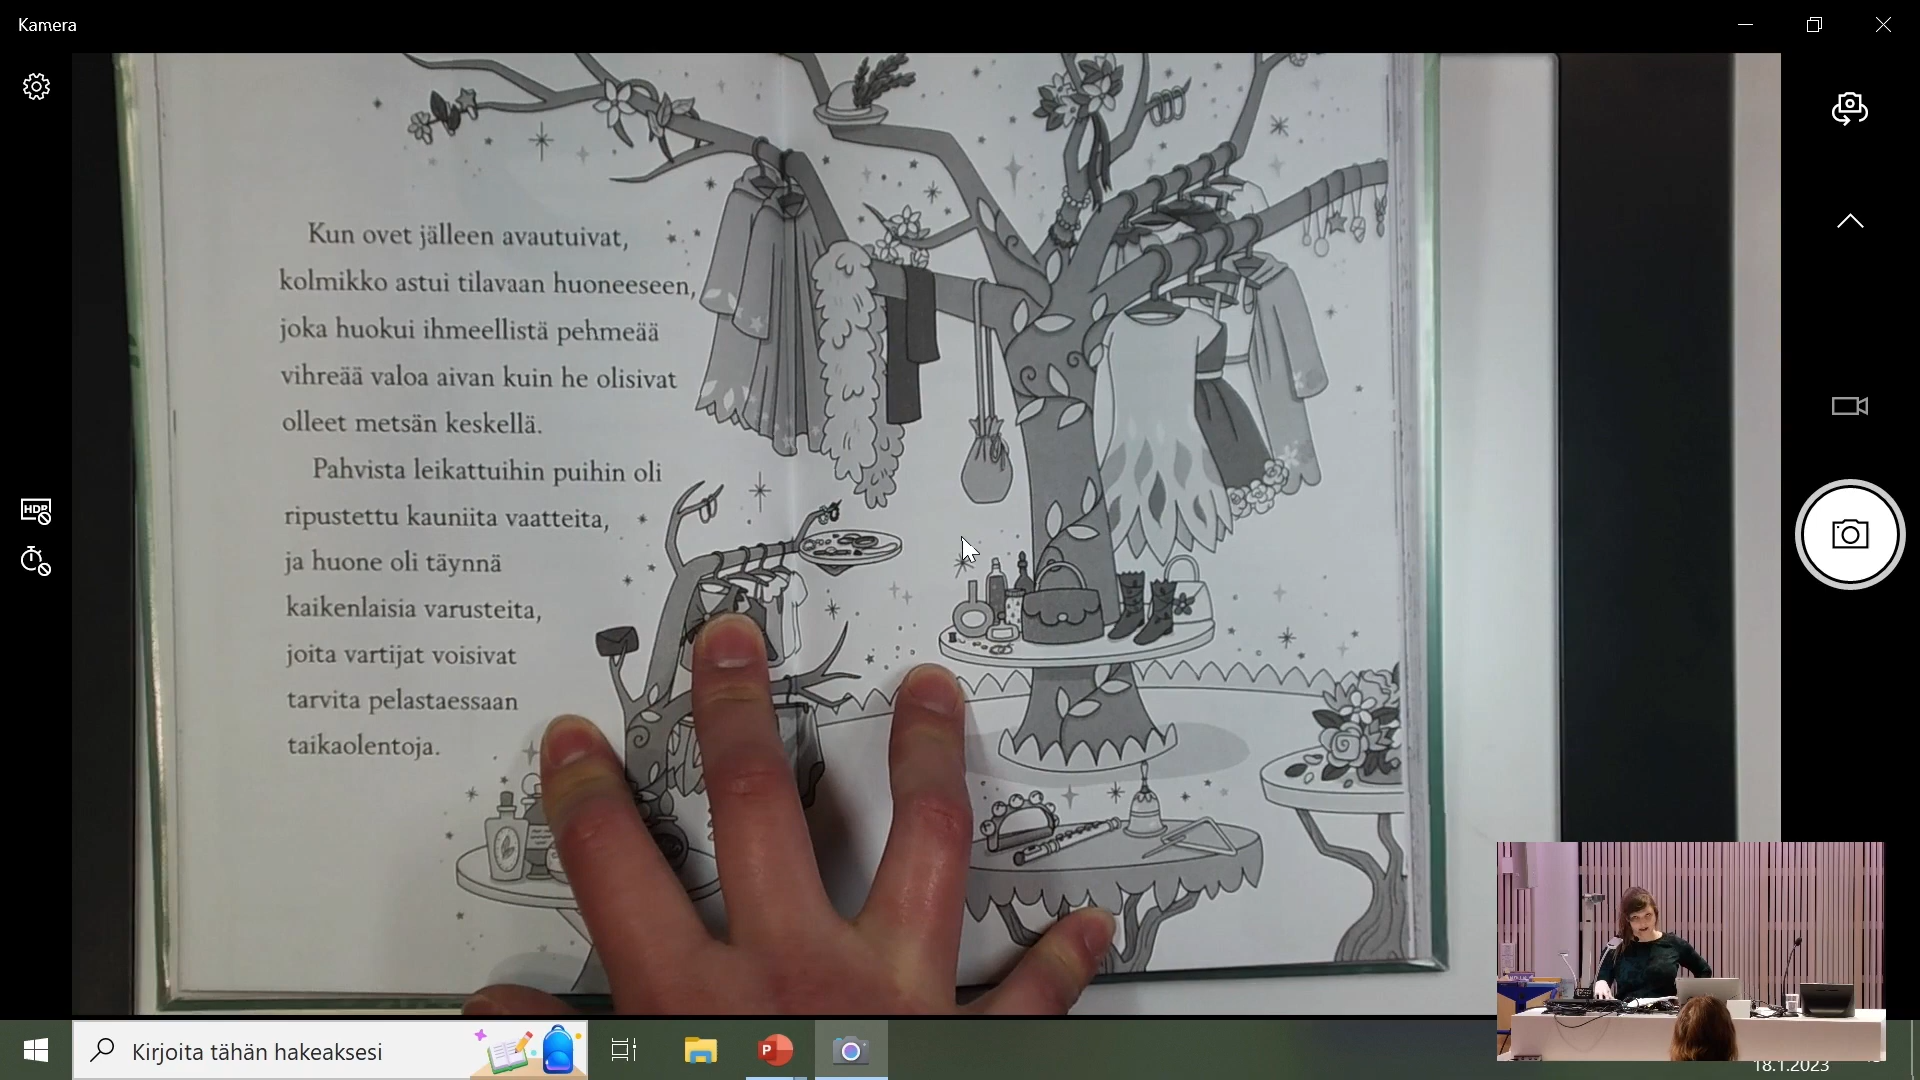 Kamera
Kun ovet jälleen avautuivat,
kolmikko astui tilavaan huoneeseen,
joka huokui ihmeellistä pehmeää
vihreää valoa aivan kuin he olisivat
olleet metsän keskellä.
Pahvista leikattuihin puihin oli
ripustettu kauniita vaatteita,
ja huone oli täynnä
kaikenlaisia varusteita,
joita vartijat voisivat
tarvita pelastaessaan
taikaolentoja.
HDR
Kirjoita tähän hakeaksesi
P
18.1.2023